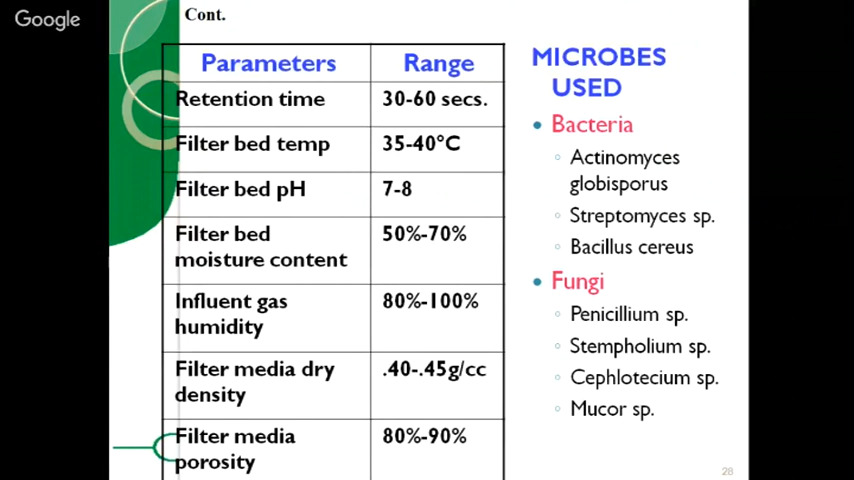 Google
Cont.
Parameters Range
Retention time 30-60 secs.
Filter bed temp 35-40°C
Filter bed pH 7-8
Filter bed 50%-70%
moisture content
Influent gas 80%-100%
humidity
Filter media dry .40-.45g/cc
density
Filter media 80%-90%
porosity
MICROBES
USED
• Bacteria
◦ Actinomyces
globisporus
◦ Streptomyces sp.
◦ Bacillus cereus
• Fungi
◦ Penicillium sp.
◦ Stempholium sp.
◦ Cephlotecium sp.
◦ Mucor sp.
28